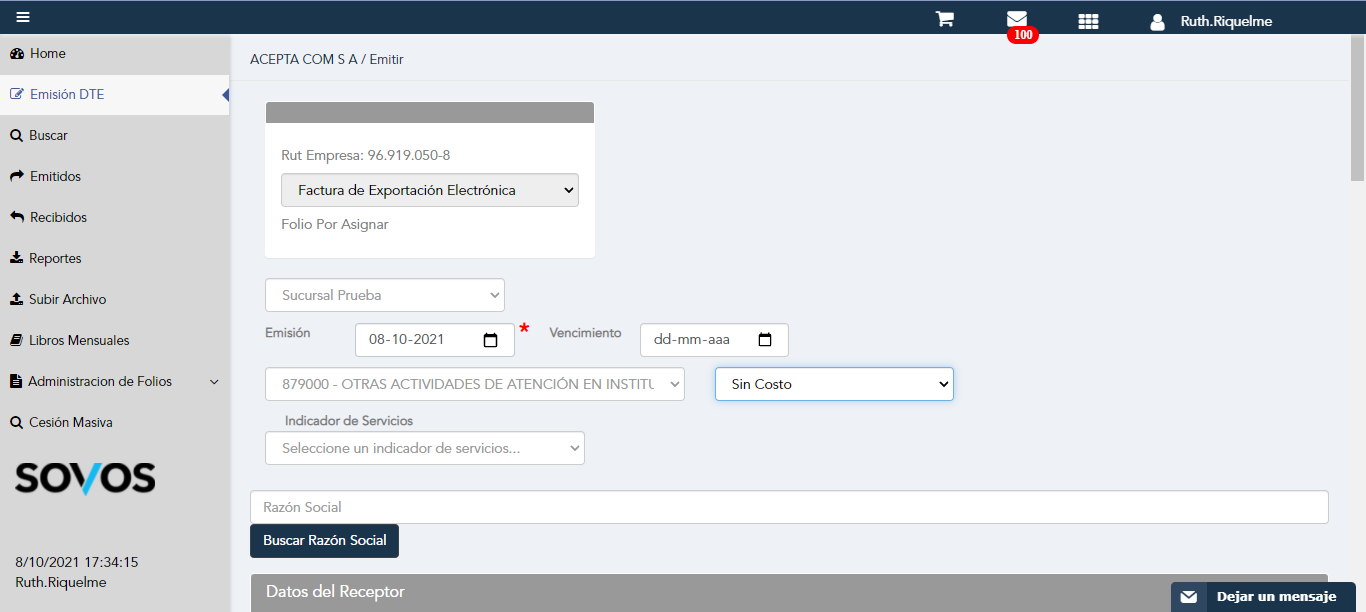 100
Ruth.Riquelme
Home
Emisión DTE
Buscar
Emitidos
Recibidos
Reportes
Subir Archivo
Libros Mensuales
Administracion de Folios
Cesión Masiva
SOVOS
8/10/2021 17:34:15
Ruth.Riquelme
ACEPTA COM S A / Emitir
Rut Empresa: 96.919.050-8
Factura de Exportación Electrónica
Folio Por Asignar
Sucursal Prueba
Emisión 08-10-2021 * Vencimiento dd-mm-aaa
879000 - OTRAS ACTIVIDADES DE ATENCIÓN EN INSTITU Sin Costo
Indicador de Servicios
Seleccione un indicador de servicios...
Razón Social
Buscar Razón Social
Datos del Receptor
Dejar un mensaje